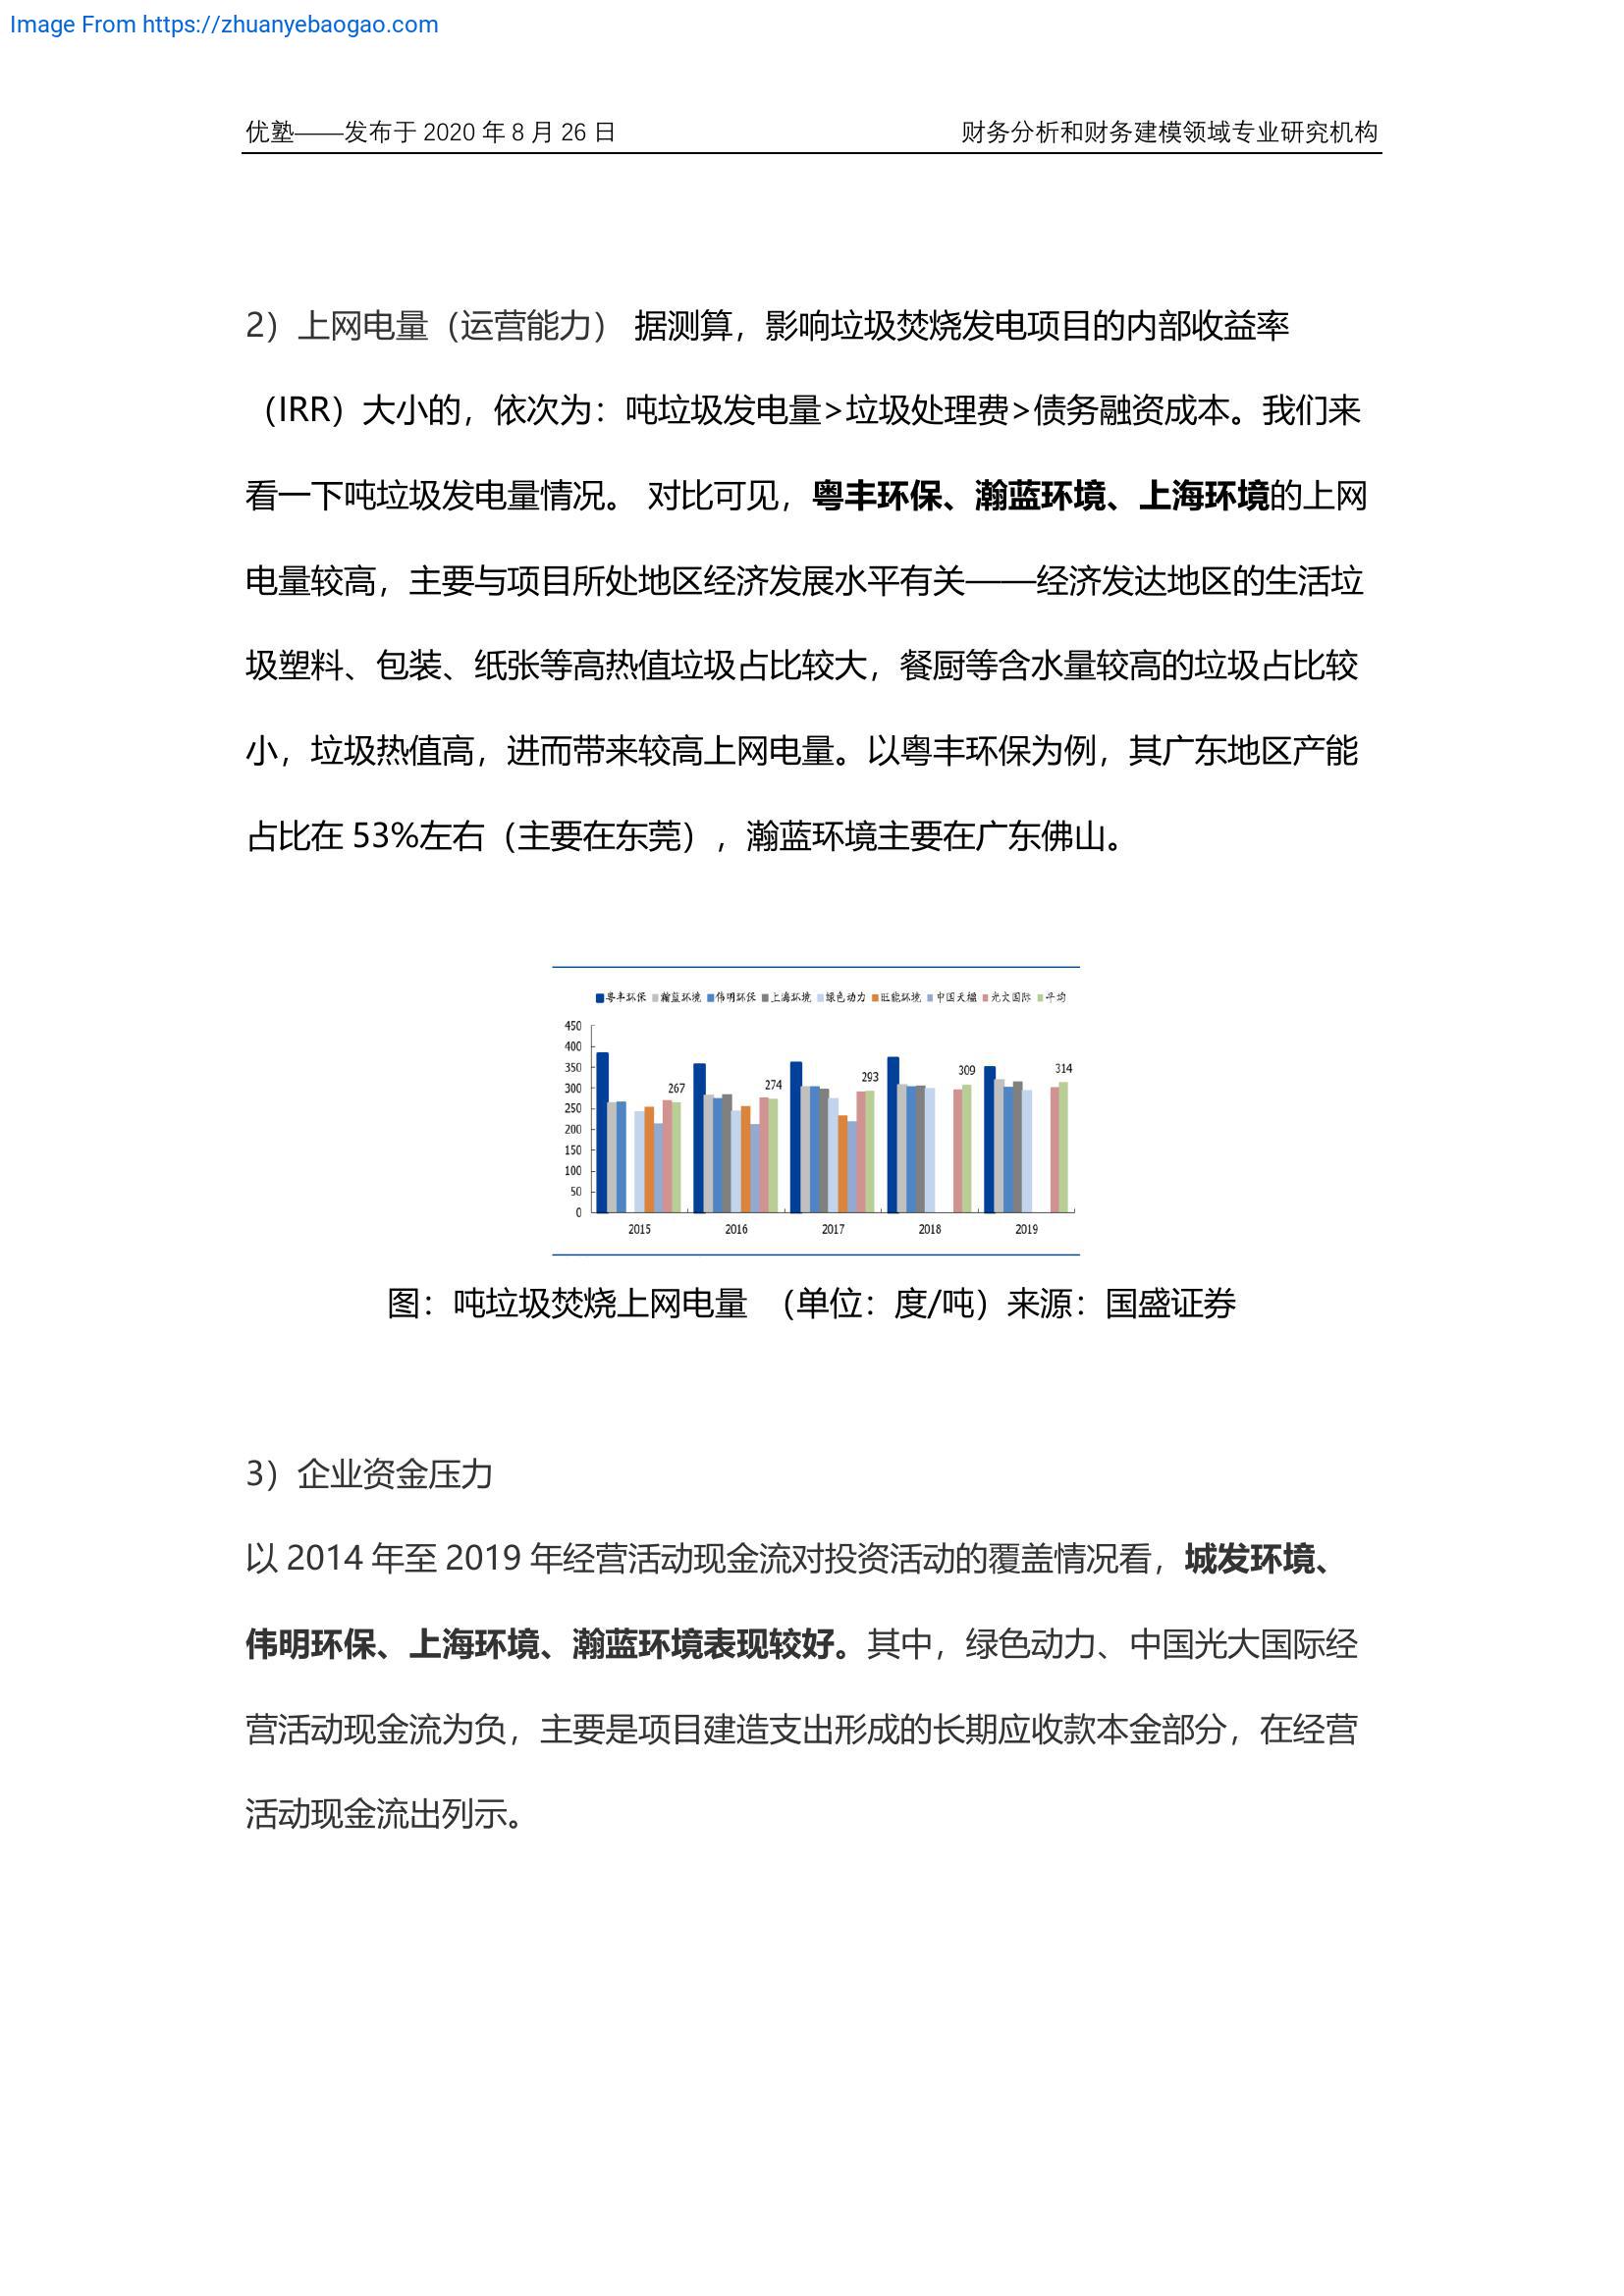 Image From https://zhuanyebaogao.com
优塾——发布于 2020 年 8 月 26 日 财务分析和财务建模领域专业研究机构
2）上网电量（运营能力） 据测算，影响垃圾焚烧发电项目的内部收益率
（IRR）大小的，依次为：吨垃圾发电量>垃圾处理费>债务融资成本。我们来
看一下吨垃圾发电量情况。 对比可见，粤丰环保、瀚蓝环境、上海环境的上网
电量较高，主要与项目所处地区经济发展水平有关——经济发达地区的生活垃
圾塑料、包装、纸张等高热值垃圾占比较大，餐厨等含水量较高的垃圾占比较
小，垃圾热值高，进而带来较高上网电量。以粤丰环保为例，其广东地区产能
占比在 53%左右（主要在东莞），瀚蓝环境主要在广东佛山。
粤丰环保 瀚蓝环境 伟明环保 上海环境 绿色动力 旺能环境 中国天楹 光大国际 平均
450
400
350
300
250
200
150
100
50
0
267
274
293
309
314
2015 2016 2017 2018 2019
图：吨垃圾焚烧上网电量 （单位：度/吨）来源：国盛证券
3）企业资金压力
以 2014 年至 2019 年经营活动现金流对投资活动的覆盖情况看，城发环境、
伟明环保、上海环境、瀚蓝环境表现较好。其中，绿色动力、中国光大国际经
营活动现金流为负，主要是项目建造支出形成的长期应收款本金部分，在经营
活动现金流出列示。